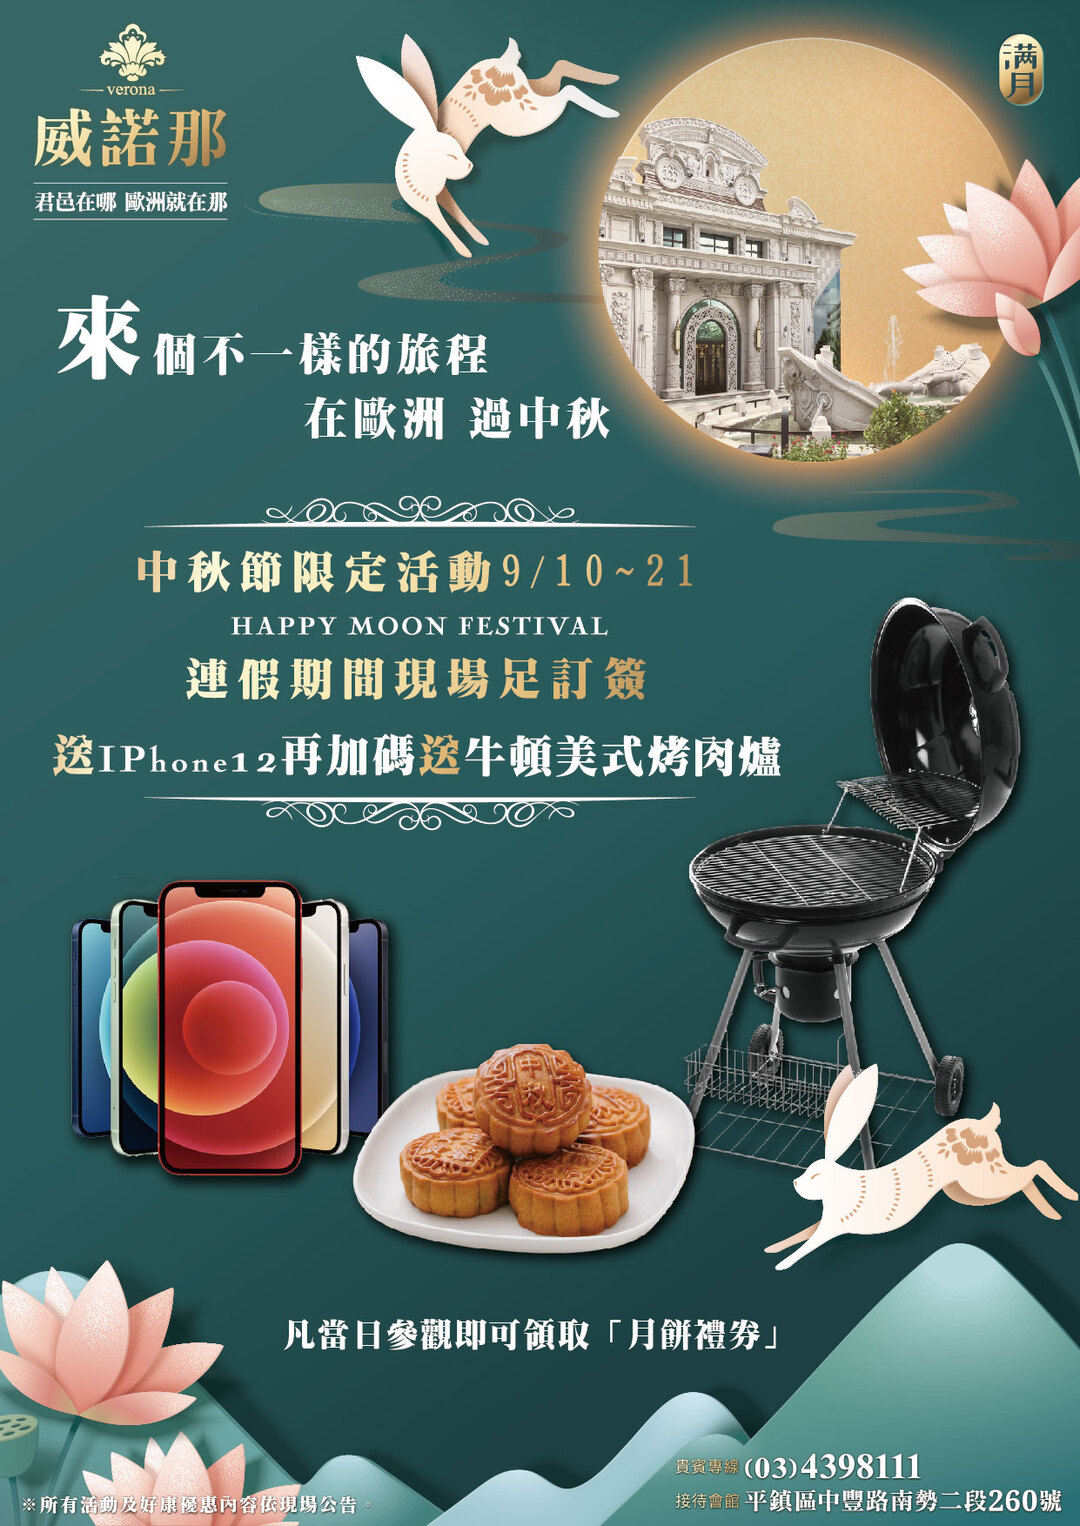 verona
威諾那
君邑在哪 歐洲就在那
满月
來個不一樣的旅程
在歐洲 過中秋
中秋節限定活動9/10~21
HAPPY MOON FESTIVAL
連假期間現場足訂簽
送IPhone12再加碼送牛頓美式烤肉爐
中秋
凡當日參觀即可領取「月餅禮券」
貴賓專線 (03)4398111
接待會館 平鎮區中豐路南勢二段260號
※所有活動及好康優惠內容依現場公告。